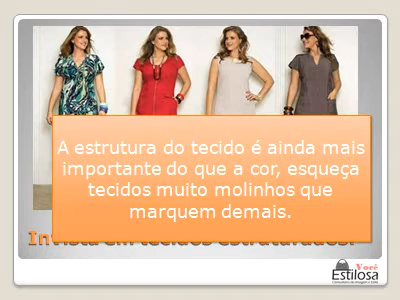 A estrutura do tecido é ainda mais
importante do que a cor, esqueça
tecidos muito molinhos que
marquem demais.
Invista em tecidos estruturados!
Você
Estilosa